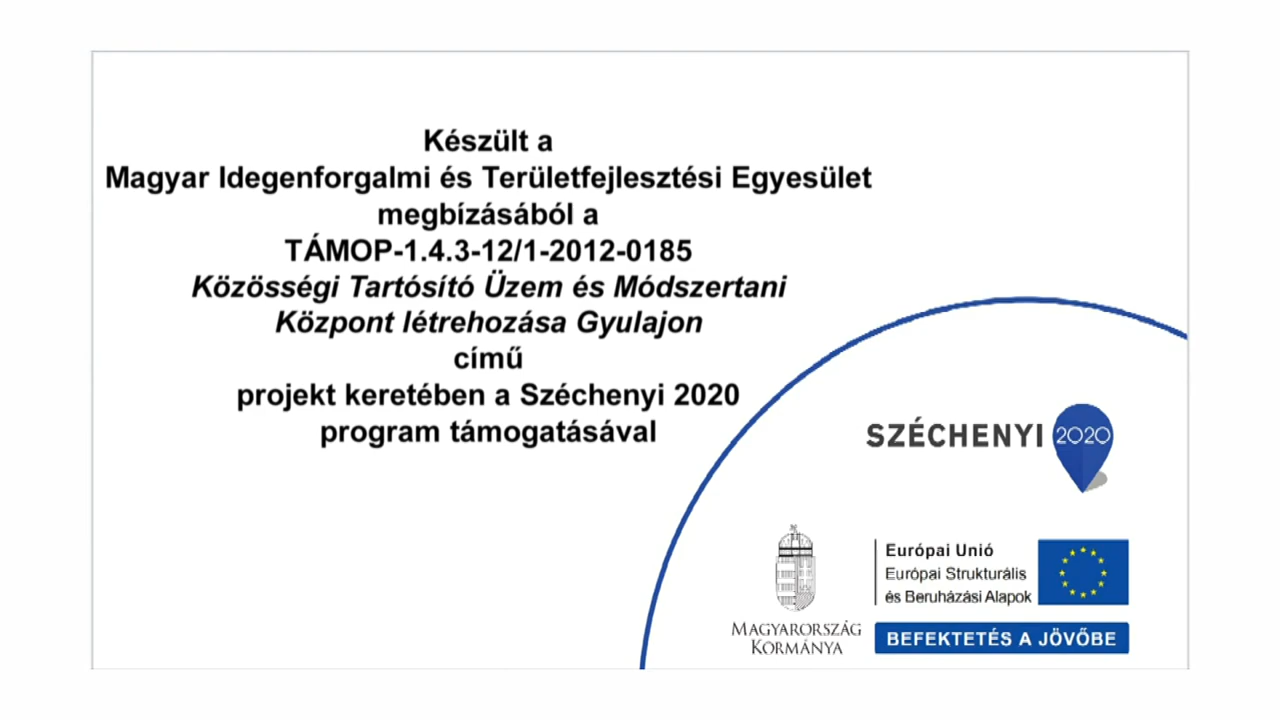 Készült a
Magyar Idegenforgalmi és Területfejlesztési Egyesület
megbízásából a
TÁMOP-1.4.3-12/1-2012-0185
Közösségi Tartósító Üzem és Módszertani
Központ létrehozása Gyulajon
című
projekt keretében a Széchenyi 2020
program támogatásával
SZÉCHENYI 2020
Európai Unió
Európai Strukturális
és Beruházási Alapok
MAGYARORSZÁG
KORMÁNYA
BEFEKTETÉS A JÖVŐBE